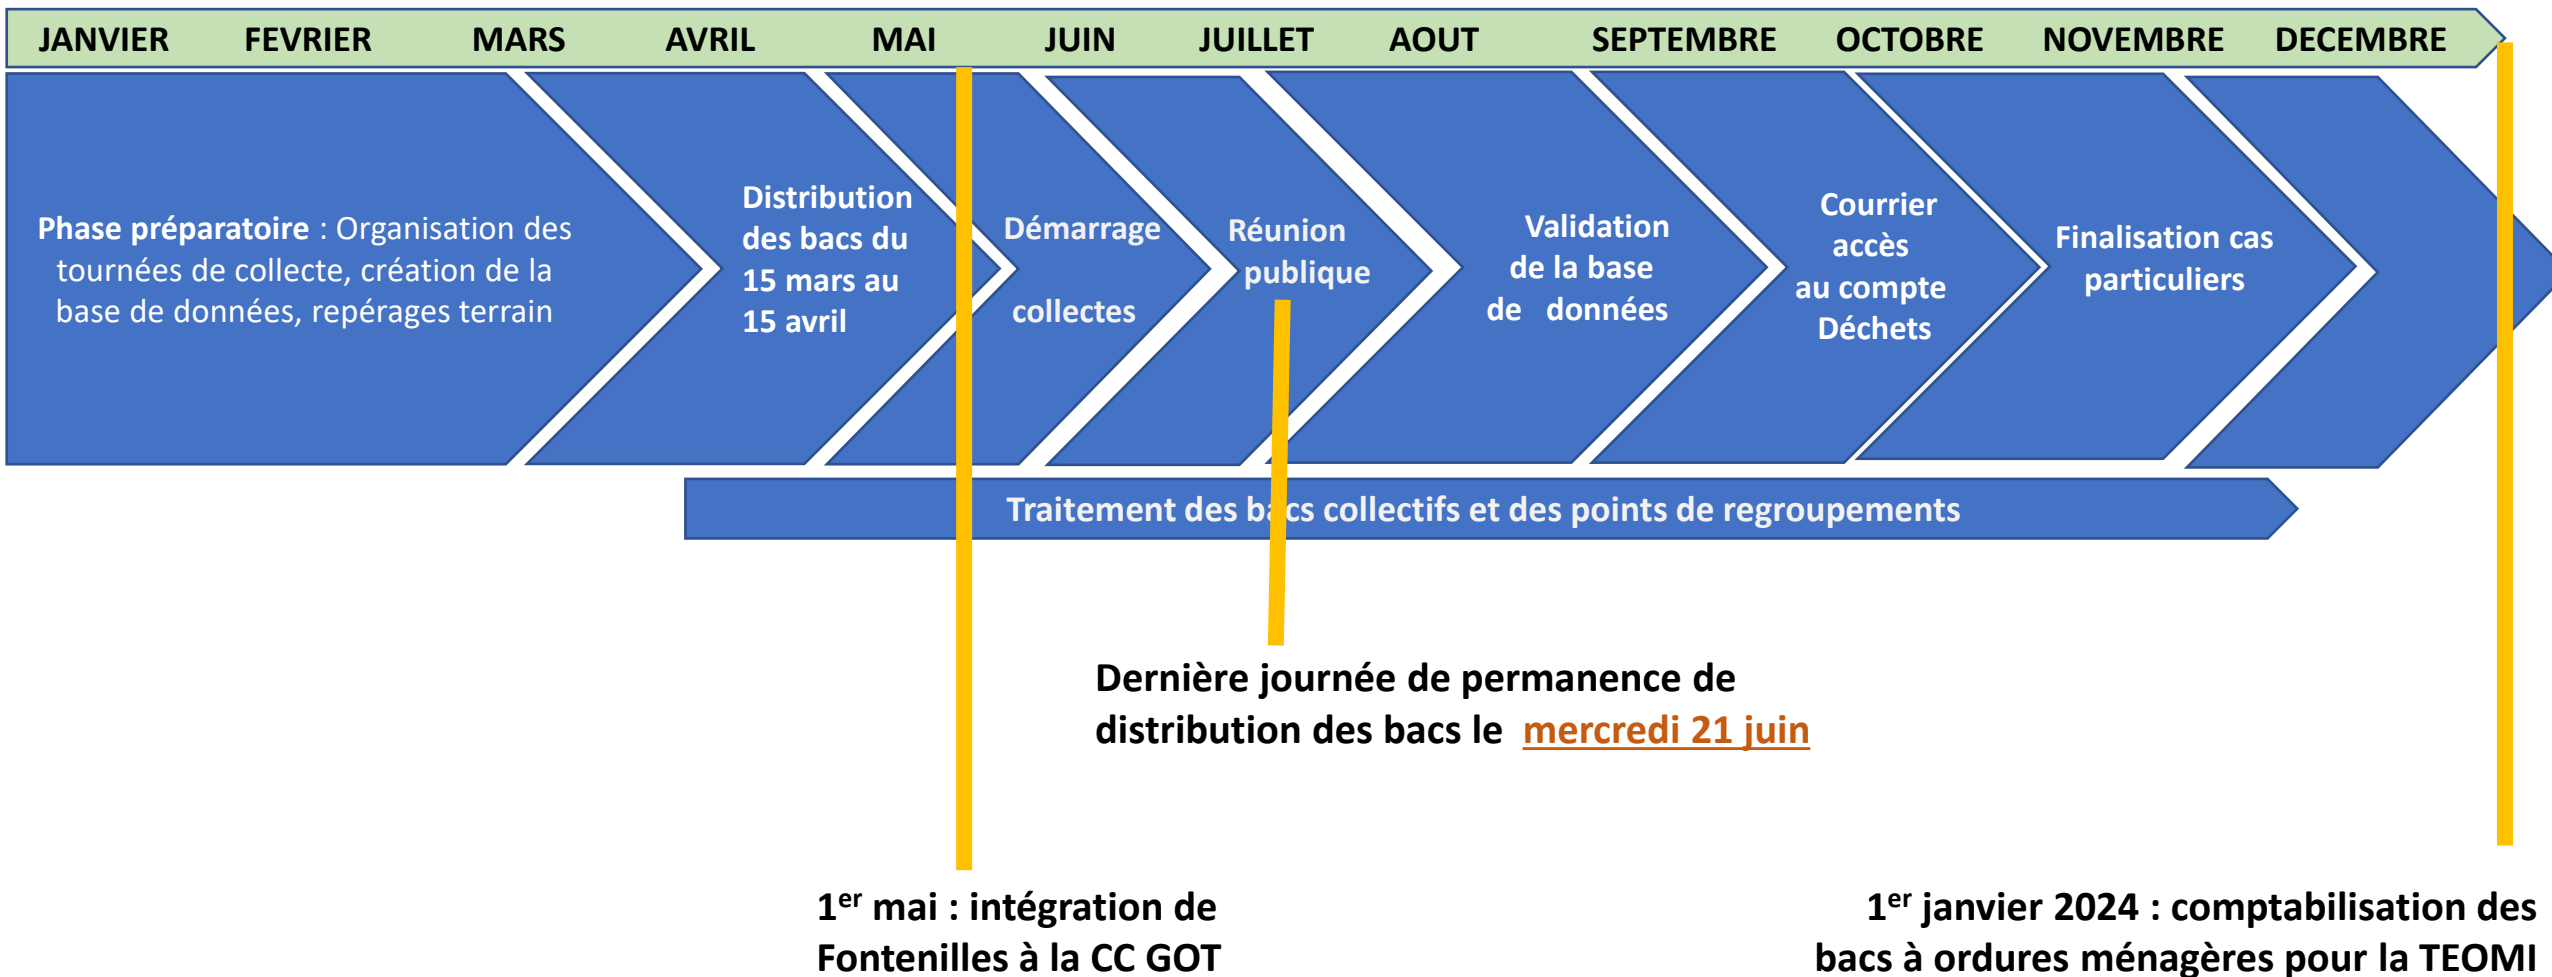 JANVIER FEVRIER MARS AVRIL MAI JUIN JUILLET AOUT SEPTEMBRE OCTOBRE NOVEMBRE DECEMBRE
Phase préparatoire : Organisation des
tournées de collecte, création de la
base de données, repérages terrain
Distribution
des bacs du
15 mars au
15 avril
Démarrage
collectes
Réunion
publique
Validation
de la base
de données
Courrier
accès
au compte
Déchets
Finalisation cas
particuliers
Traitement des bacs collectifs et des points de regroupements
Dernière journée de permanence de
distribution des bacs le mercredi 21 juin
1er mai : intégration de
Fontenilles à la CC GOT
1er janvier 2024 : comptabilisation des
bacs à ordures ménagères pour la TEOMI